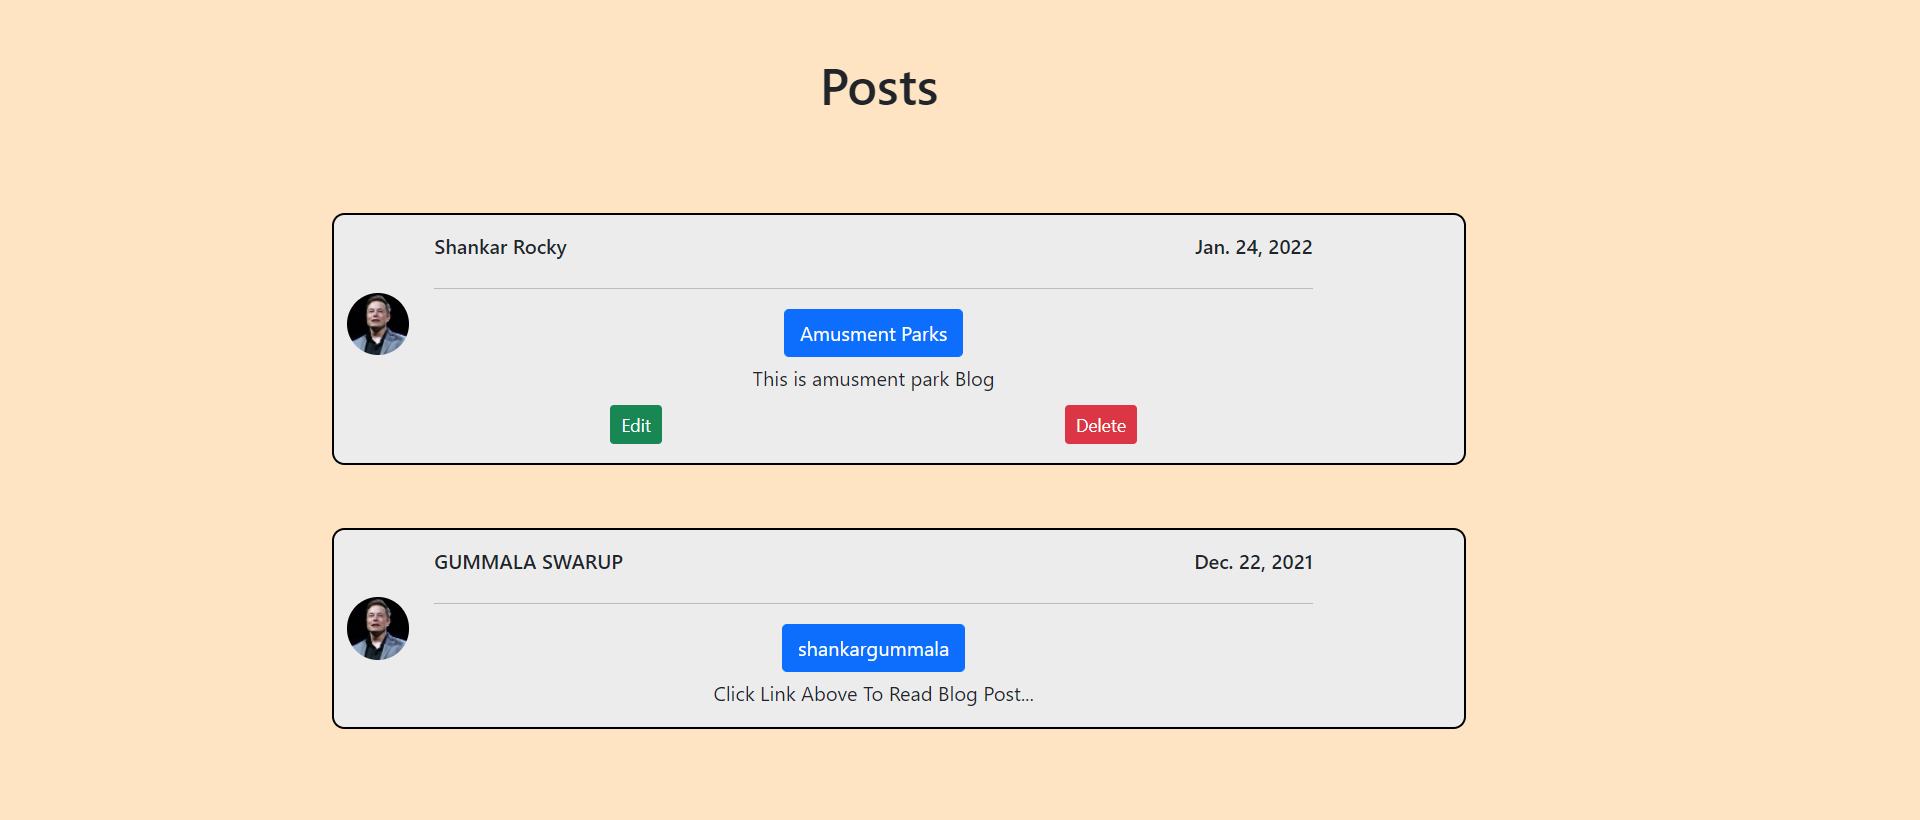 Posts
Shankar Rocky Jan. 24, 2022
Amusment Parks
This is amusment park Blog
Edit Delete
GUMMALA SWARUP Dec. 22, 2021
shankargummala
Click Link Above To Read Blog Post...